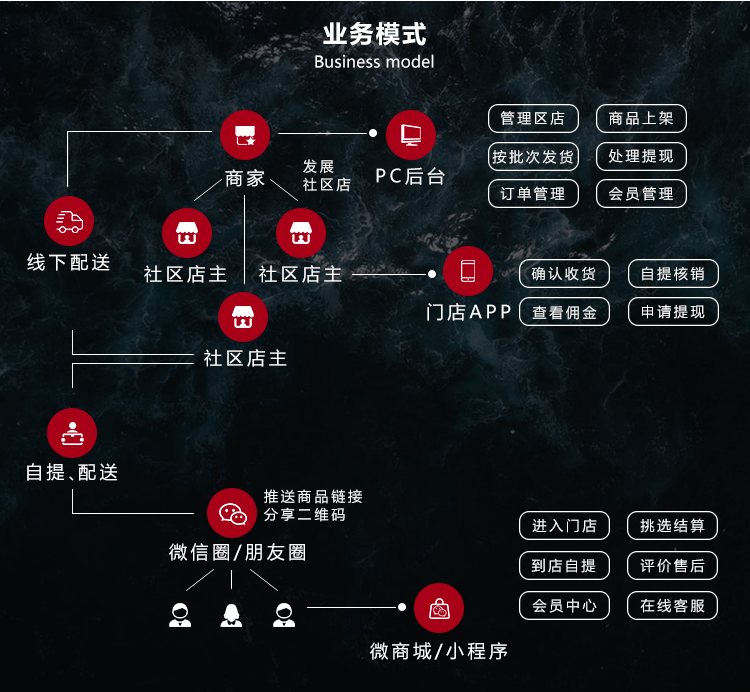 业务模式
Business model
商家
发展
社区店
PC后台
管理区店
商品上架
按批次发货
处理提现
订单管理
会员管理
线下配送
社区店主
社区店主
社区店主
门店APP
确认收货
自提核销
查看佣金
申请提现
自提、配送
推送商品链接
分享二维码
微信圈/朋友圈
微商城/小程序
进入门店
挑选结算
到店自提
评价售后
会员中心
在线客服